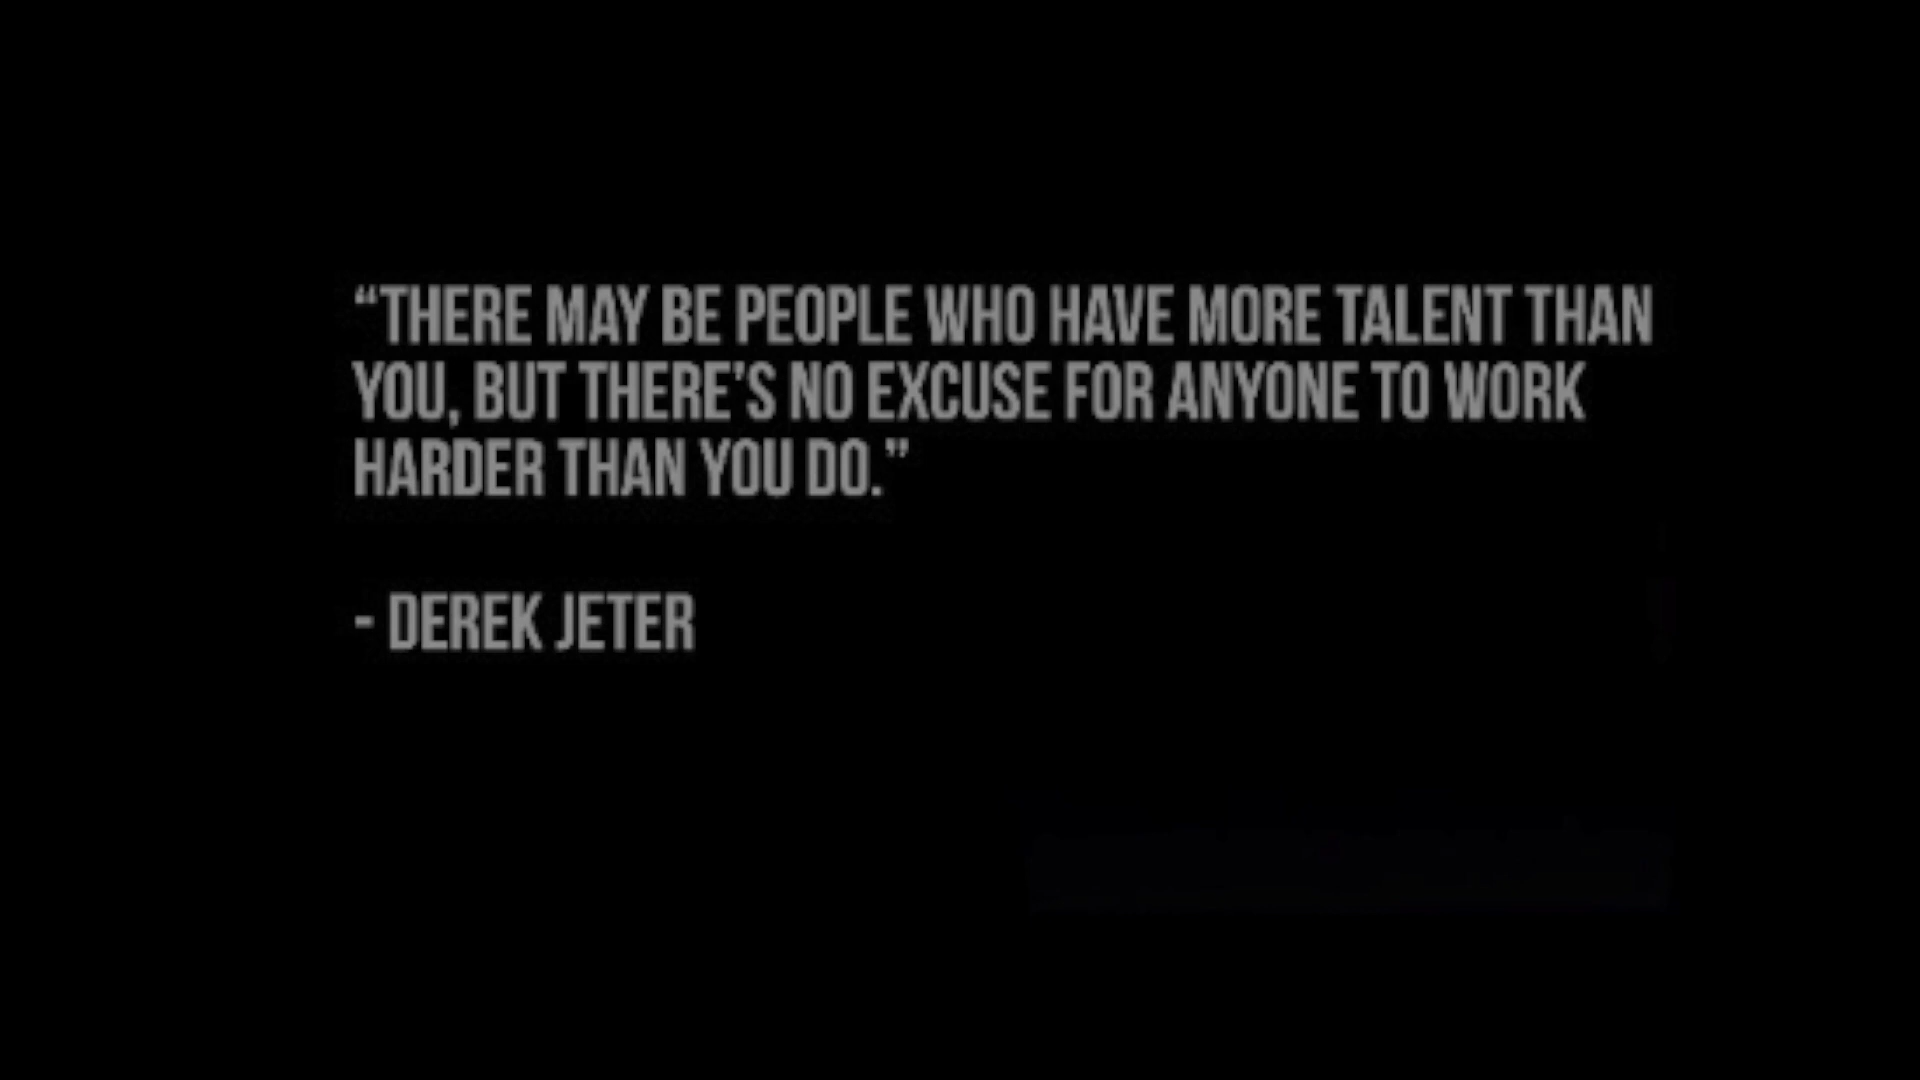 “THERE MAY BE PEOPLE WHO HAVE MORE TALENT THAN
YOU, BUT THERE’S NO EXCUSE FOR ANYONE TO WORK
HARDER THAN YOU DO.”
- DEREK JETER